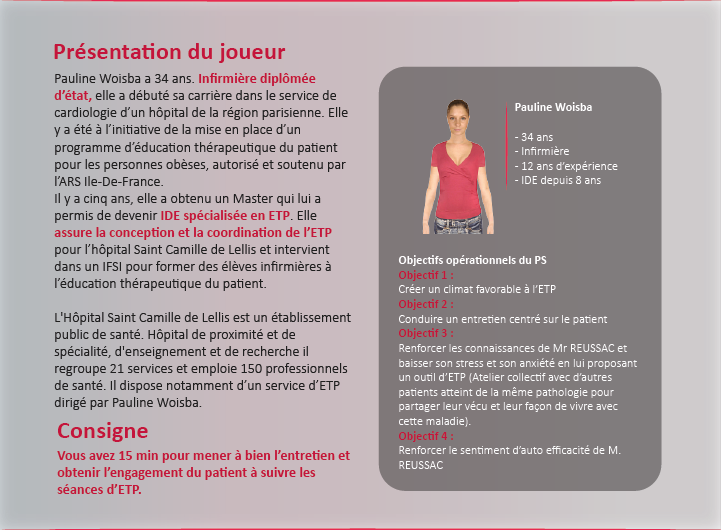 Présentation du joueur
Pauline Woisba a 34 ans. Infirmière diplômée
d'état, elle a débuté sa carrière dans le service de
cardiologie d'un hôpital de la région parisienne. Elle
y a été à l'initiative de la mise en place d'un
programme d'éducation thérapeutique du patient
pour les personnes obèses, autorisé et soutenu par
l'ARS Ile-De-France.
Il y a cinq ans, elle a obtenu un Master qui lui a
permis de devenir IDE spécialisée en ETP. Elle
assure la conception et la coordination de l'ETP
pour l'hôpital Saint Camille de Lellis et intervient
dans un IFSI pour former des élèves infirmières à
l'éducation thérapeutique du patient.
L'Hôpital Saint Camille de Lellis est un établissement
public de santé. Hôpital de proximité et de
spécialité, d'enseignement et de recherche il
regroupe 21 services et emploie 150 professionnels
de santé. Il dispose notamment d'un service d'ETP
dirigé par Pauline Woisba.
Consigne
Vous avez 15 min pour mener à bien l'entretien et
obtenir l'engagement du patient à suivre les
séances d'ETP.
Pauline Woisba
- 34 ans
- Infirmière
- 12 ans d'expérience
- IDE depuis 8 ans
Objectifs opérationnels du PS
Objectif 1 :
Créer un climat favorable à l'ETP
Objectif 2 :
Conduire un entretien centré sur le patient
Objectif 3 :
Renforcer les connaissances de Mr REUSSAC et
baisser son stress et son anxiété en lui proposant
un outil d'ETP (Atelier collectif avec d'autres
patients atteint de la même pathologie pour
partager leur vécu et leur façon de vivre avec
cette maladie).
Objectif 4 :
Renforcer le sentiment d'auto efficacité de M.
REUSSAC